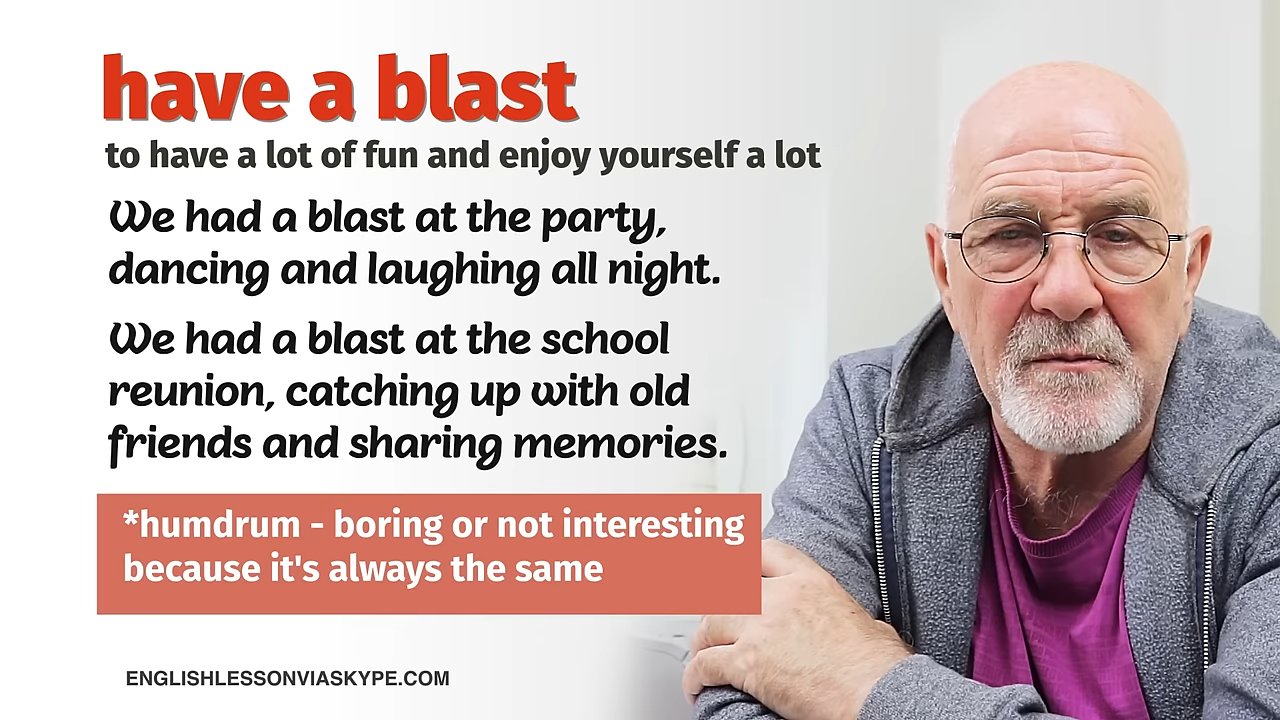 have a blast
to have a lot of fun and enjoy yourself a lot
We had a blast at the party,
dancing and laughing all night.
We had a blast at the school
reunion, catching up with old
friends and sharing memories.
*humdrum - boring or not interesting
because it's always the same
ENGLISHLESSONVIASKYPE.COM